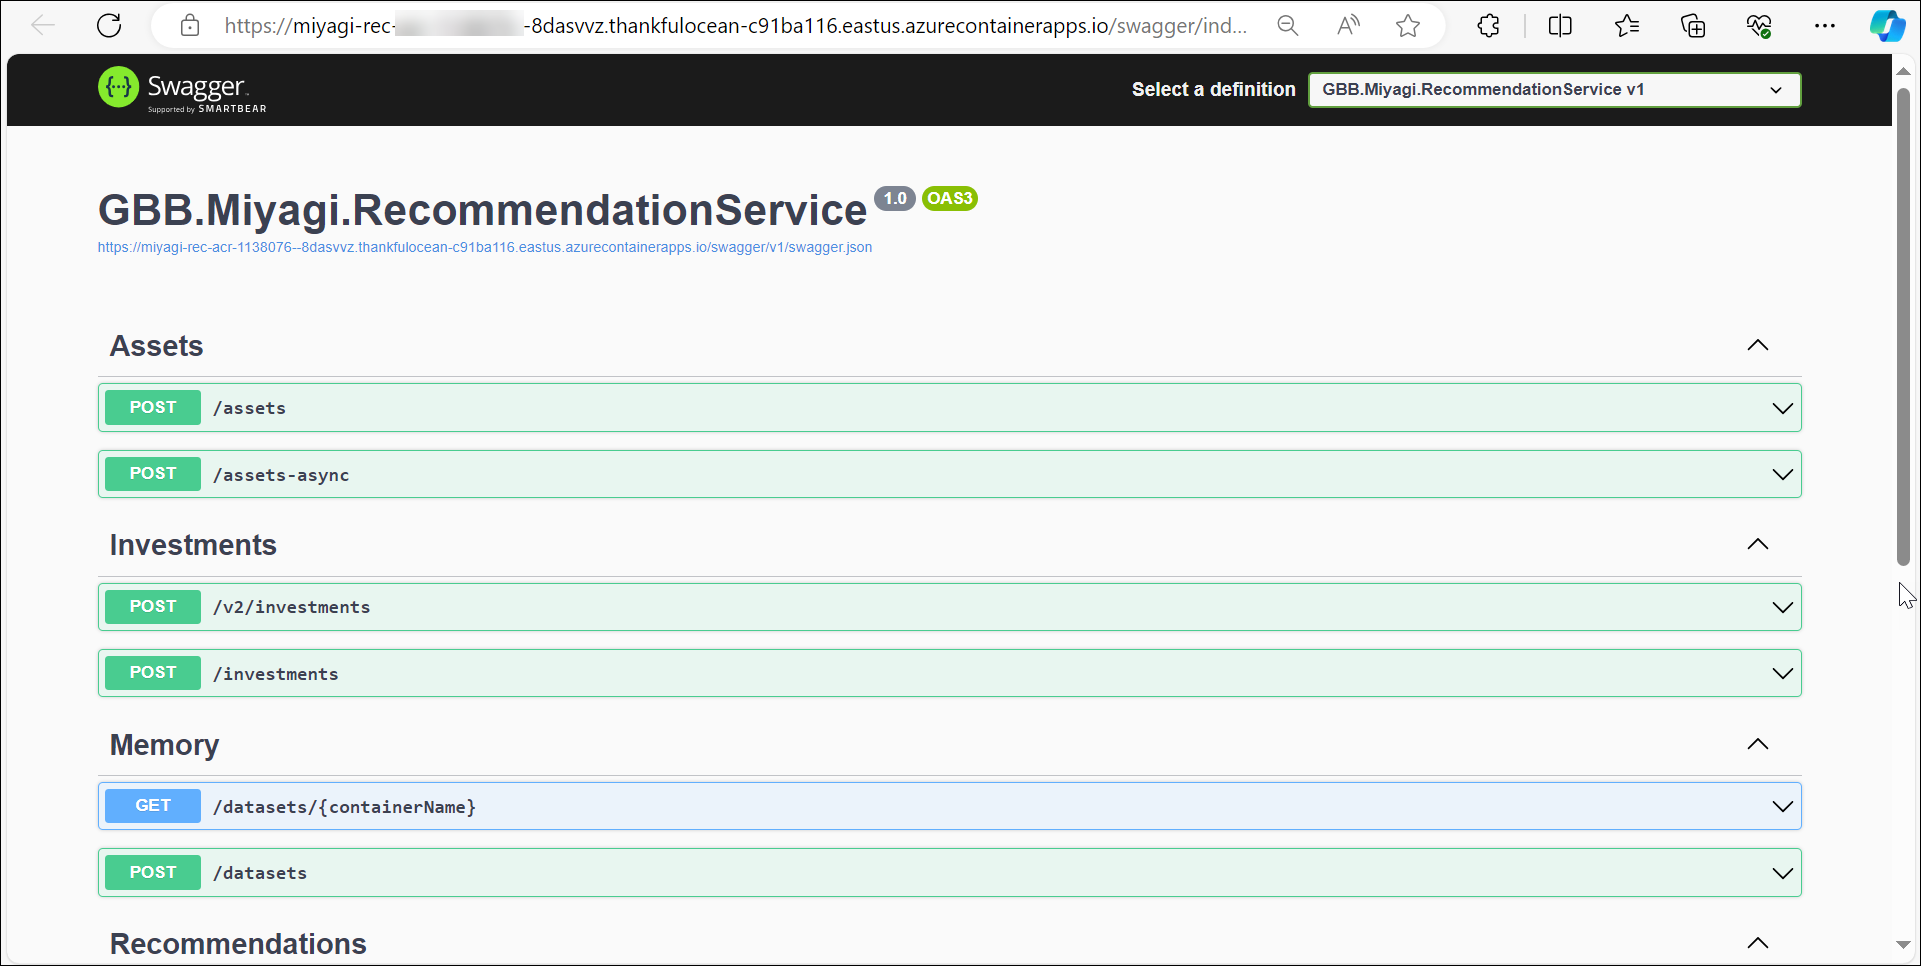 https://miyagi-rec- -8dasvvz.thankfulocean-c91ba116.eastus.azurecontainerapps.io/swagger/ind...
Swagger
Supported by SMARTBEAR
Select a definition
GBB.Miyagi.RecommendationService v1
GBB.Miyagi.RecommendationService 1.0 OAS3
https://miyagi-rec-acr-1138076--8dasvvz.thankfulocean-c91ba116.eastus.azurecontainerapps.io/swagger/v1/swagger.json
Assets
POST /assets
POST /assets-async
Investments
POST /v2/investments
POST /investments
Memory
GET /datasets/{containerName}
POST /datasets
Recommendations